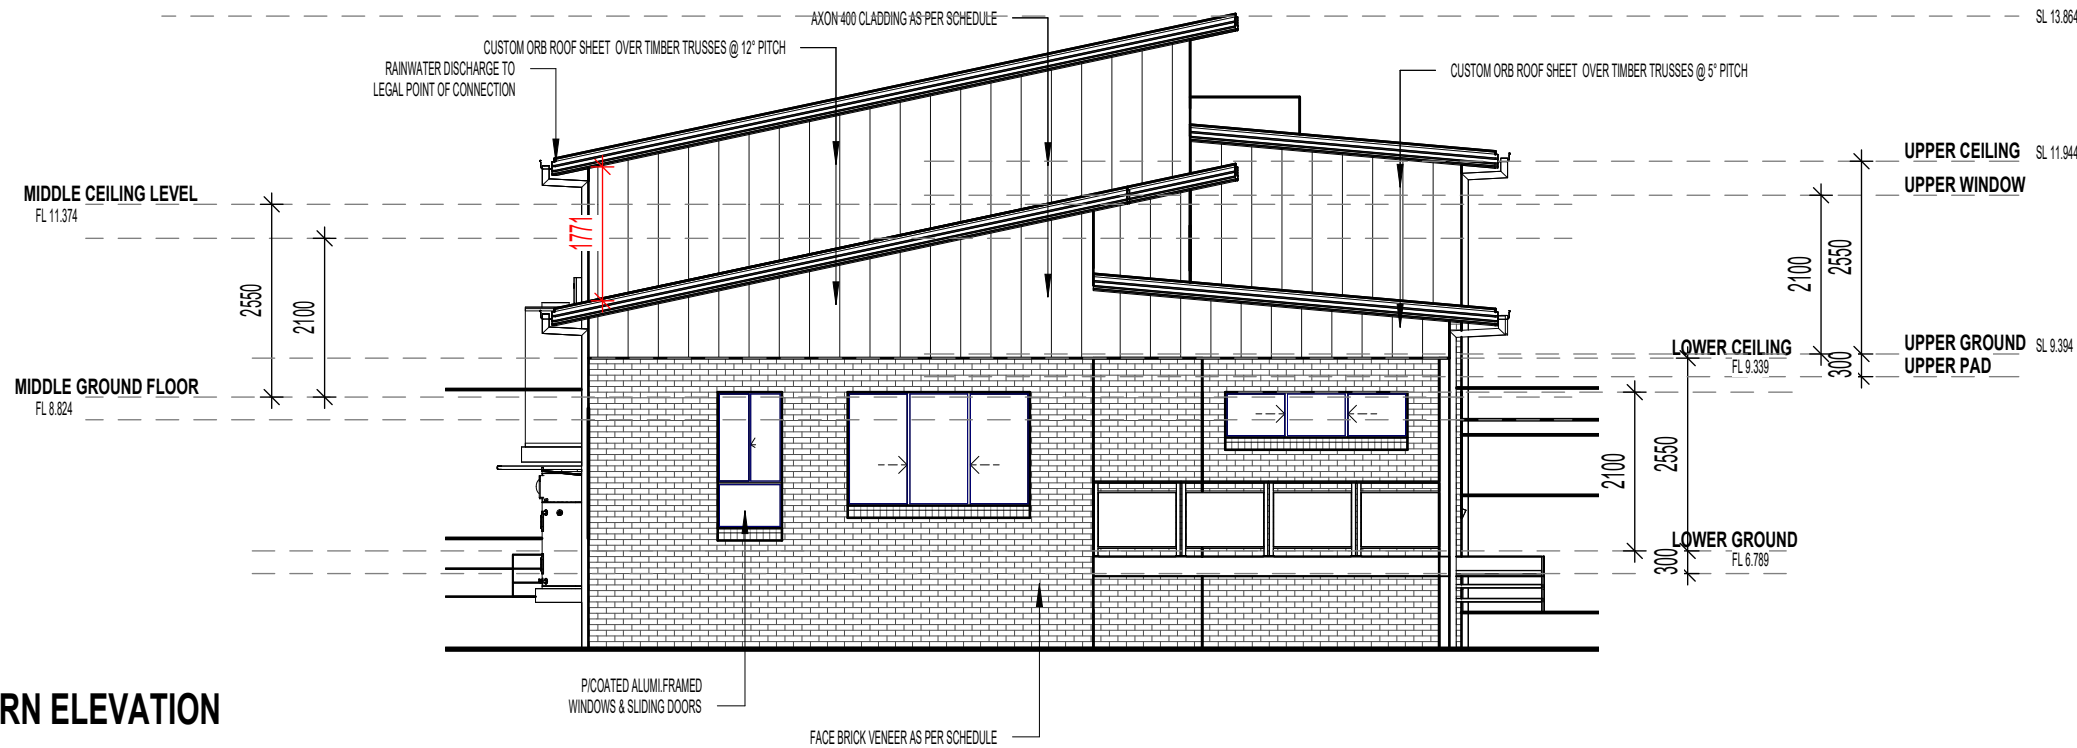 AXON 400 CLADDING AS PER SCHEDULE
SL 13.864
CUSTOM ORB ROOF SHEET OVER TIMBER TRUSSES @ 12° PITCH
RAINWATER DISCHARGE TO
LEGAL POINT OF CONNECTION
CUSTOM ORB ROOF SHEET OVER TIMBER TRUSSES @ 5° PITCH
UPPER CEILING SL 11.944
UPPER WINDOW
MIDDLE CEILING LEVEL
FL 11.374
1771
2550
2100
2100
2550
UPPER GROUND SL 9.394
LOWER CEILING
FL 9.339
300
UPPER PAD
MIDDLE GROUND FLOOR
FL 8.824
2100
2550
LOWER GROUND
FL 6.789
300
P/COATED ALUMI.FRAMED
WINDOWS & SLIDING DOORS
RN ELEVATION
FACE BRICK VENEER AS PER SCHEDULE